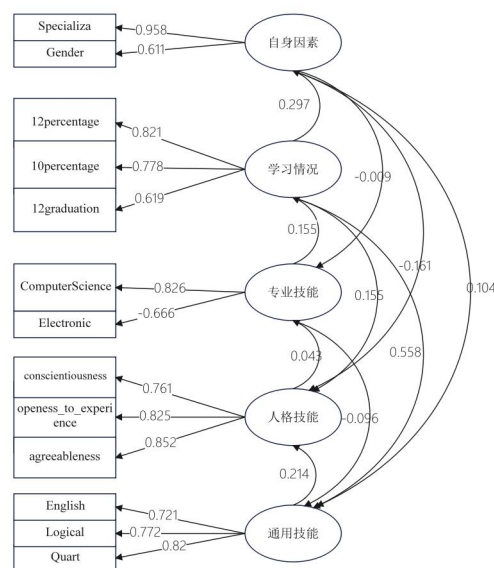 Specializa
0.958
Gender
0.611
自身因素
0.297
12percentage
0.821
10percentage
0.778
12graduation
0.619
学习情况
-0.009
0.155
ComputerScience
0.826
Electronic
-0.666
专业技能
-0.161
0.155
0.104
0.043
0.558
conscientiousness
0.761
openess_to_experi
ence
0.825
agreeableness
0.852
人格技能
-0.096
0.214
English
0.721
Logical
0.772
Quart
0.82
通用技能